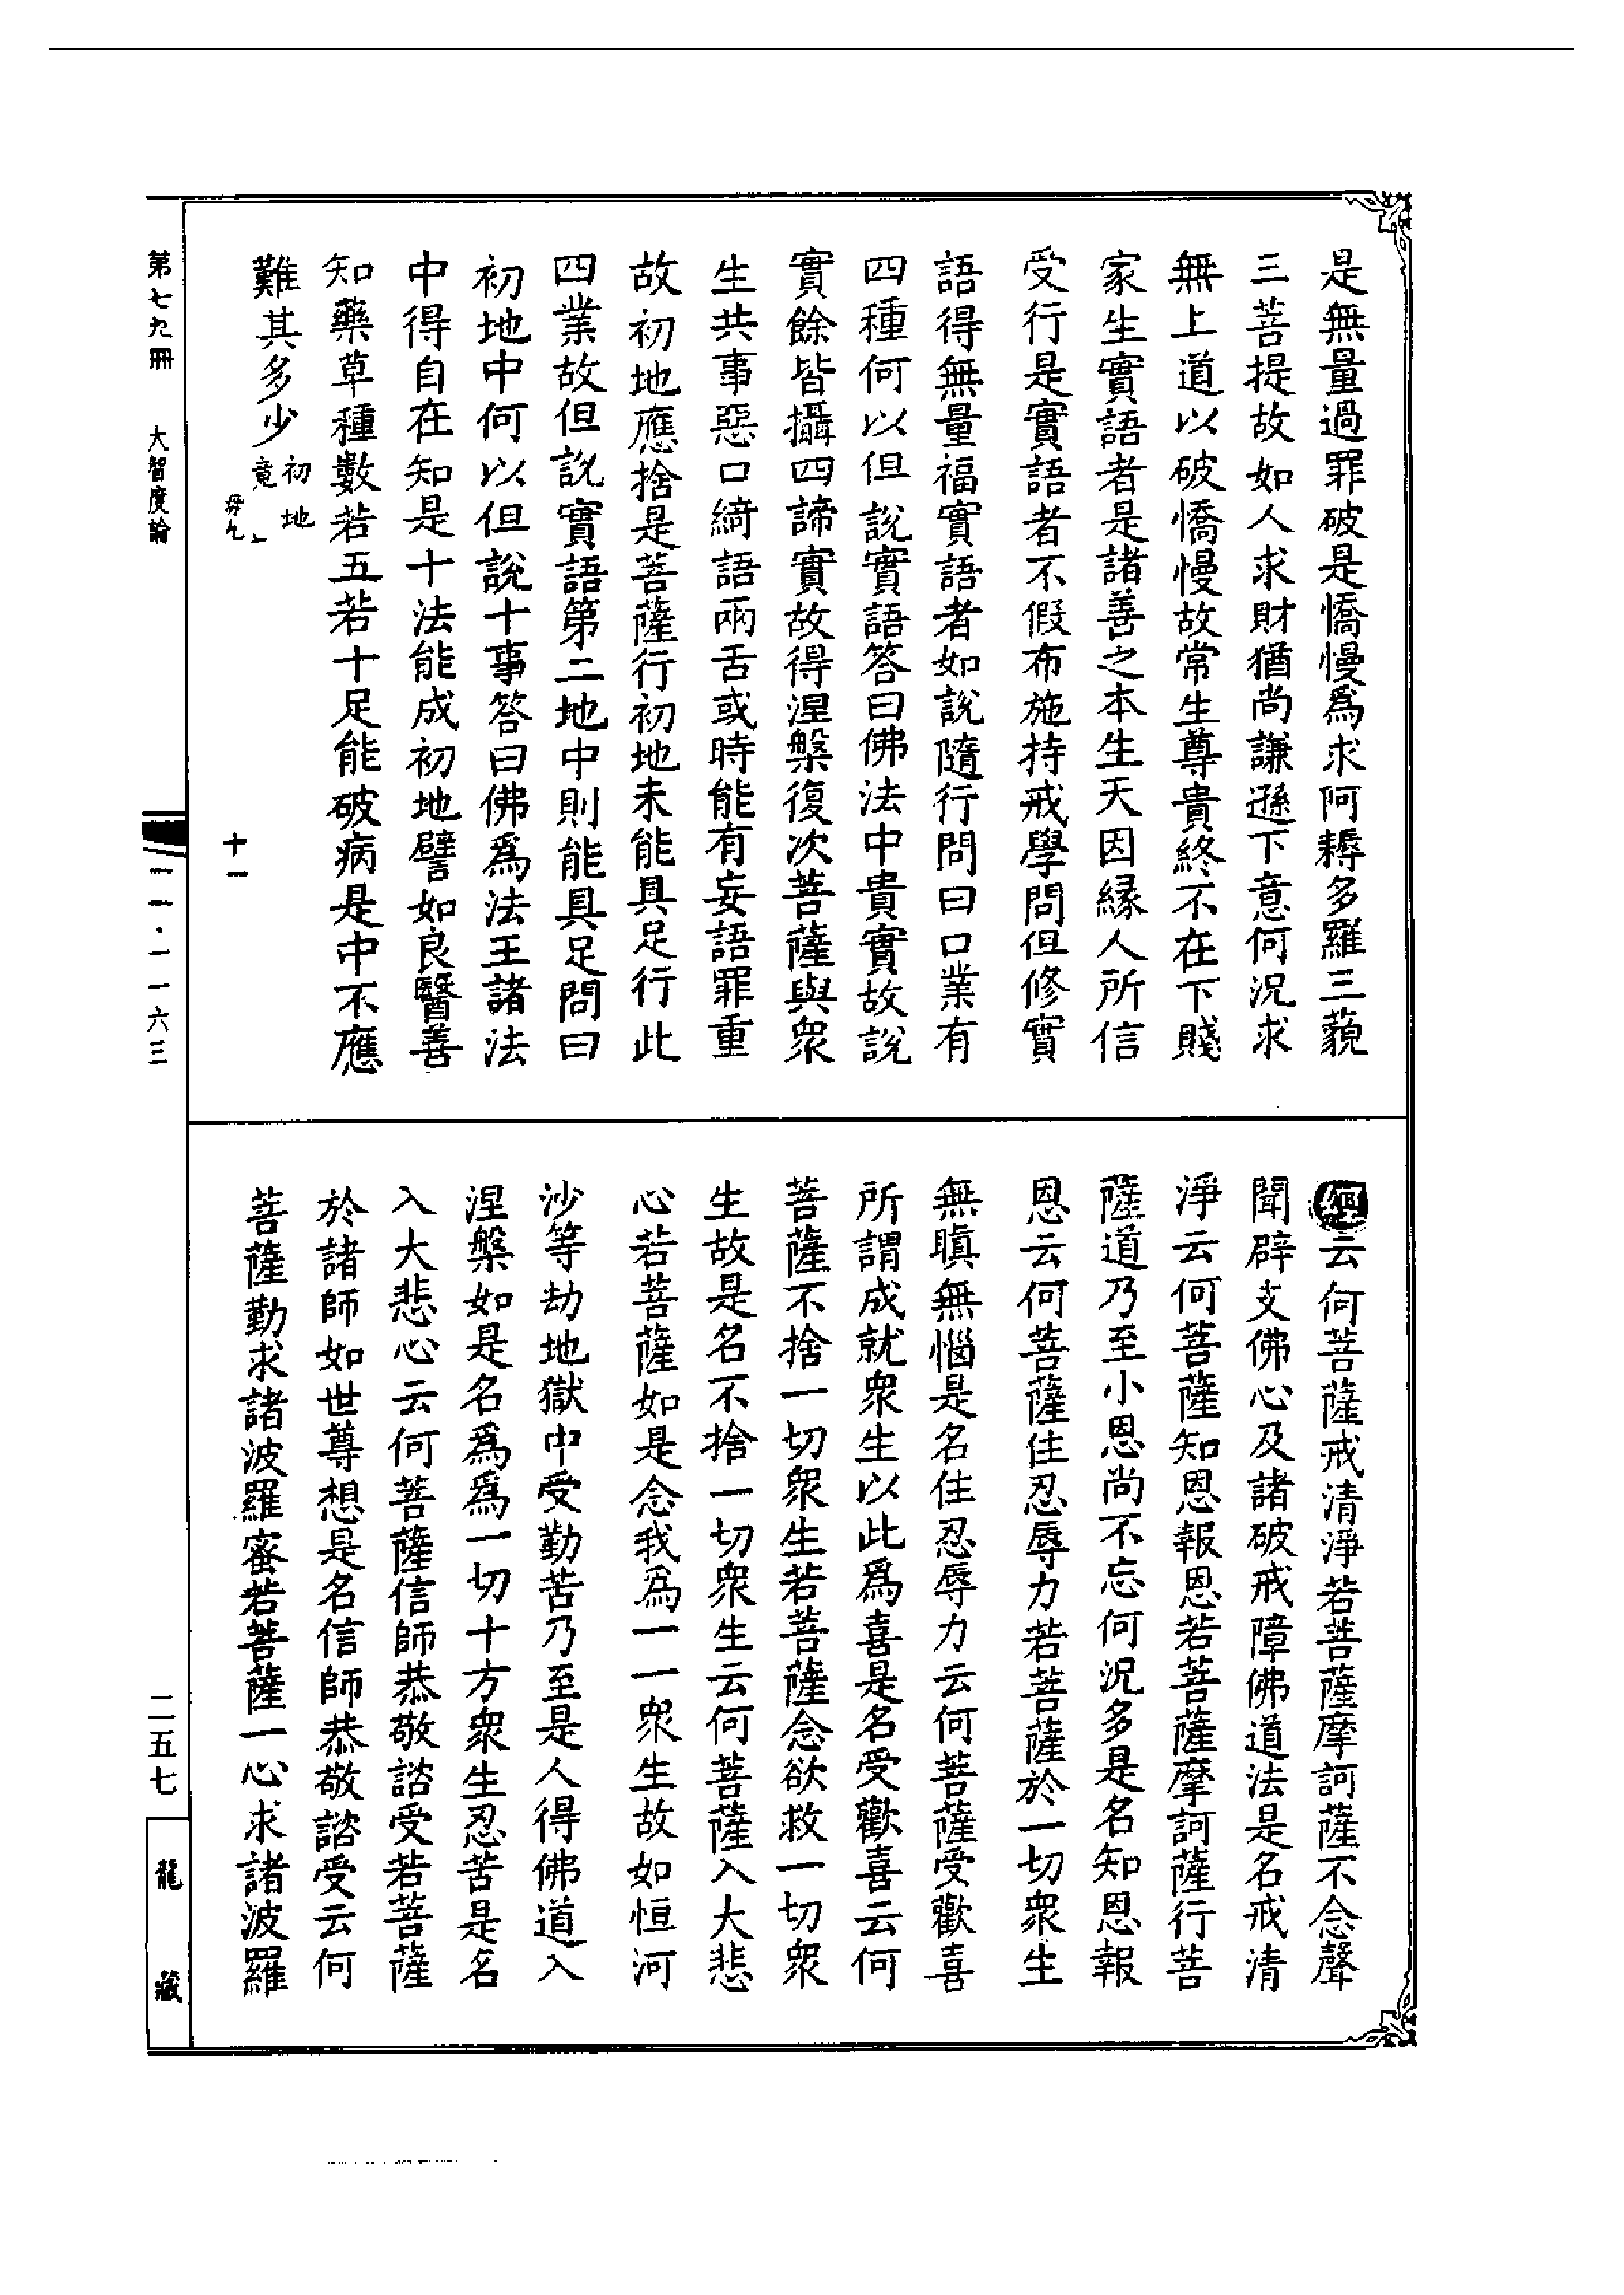 是無量過罪破是憍慢爲求阿耨多羅三藐
三菩提故如人求財猶尚謙遜下意何況求
無上道以破憍慢故常生尊貴終不在下賤
家生實語者是諸善之本生天因緣人所信
受行是實語者不假布施持戒學問但修實
語得無量福實語者如說隨行問曰口業有
四種何以但說實語答曰佛法中貴實故說
實餘皆攝四諦實故得涅槃復次菩薩與衆
生共事惡口綺語兩舌或時能有妄語罪重
故初地應捨是菩薩行初地未能具足行此
四業故但說實語第二地中則能具足問曰
初地中何以但說十事答曰佛爲法王諸法
中得自在知是十法能成初地譬如良醫善
知藥草種數若五若十足能破病是中不應
難其多少
初地
竟
十一
經云何菩薩戒清淨若菩薩摩訶薩不念聲
聞辟支佛心及諸破戒障佛道法是名戒清
淨云何菩薩知恩報恩若菩薩摩訶薩行菩
薩道乃至小恩尚不忘何況多是名知恩報
恩云何菩薩住忍辱力若菩薩於一切衆生
無瞋無惱是名住忍辱力云何菩薩受歡喜
所謂成就衆生以此爲喜是名受歡喜云何
菩薩不捨一切衆生若菩薩念欲救一切衆
生故是名不捨一切衆生云何菩薩入大悲
心若菩薩如是念我為一一衆生故如恒河
沙等劫地獄中受勤苦乃至是人得佛道入
涅槃如是名爲爲一切十方衆生忍苦是名
入大悲心云何菩薩信師恭敬諮受若菩薩
於諸師如世尊想是名信師恭敬諮受云何
菩薩勤求諸波羅蜜若菩薩一心求諸波羅
第七九冊
大智度論
一一六三
二五七
龍藏